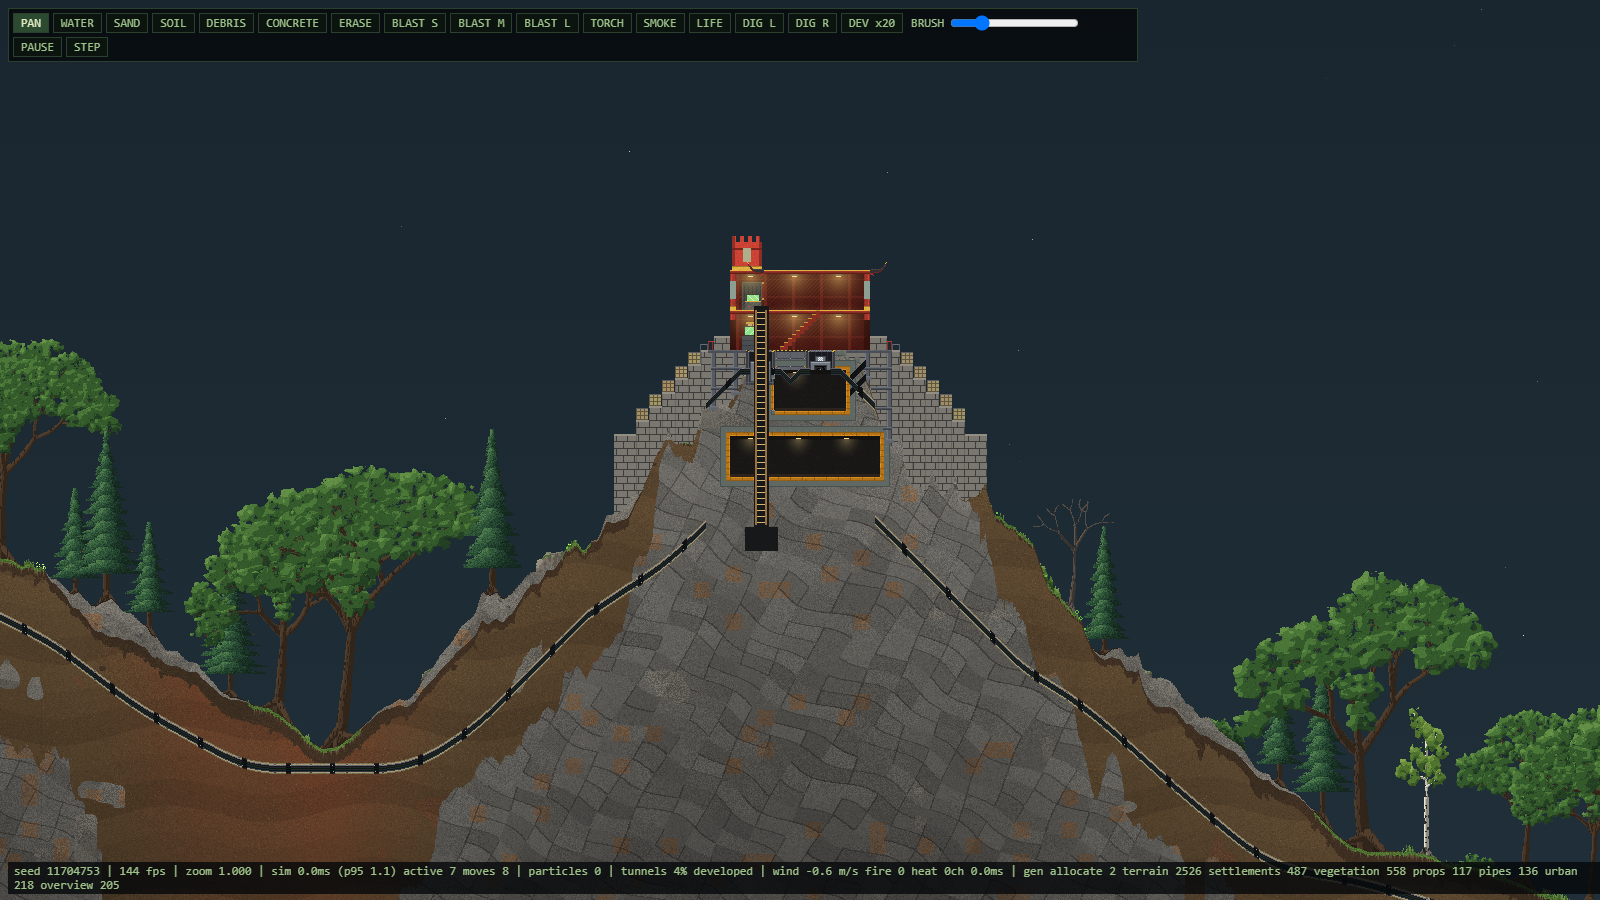 PAN WATER SAND SOIL DEBRIS CONCRETE ERASE BLAST S BLAST M BLAST L TORCH SMOKE LIFE DIG L DIG R DEV x20 BRUSH
PAUSE STEP
seed 11704753 | 144 fps | zoom 1.000 | sim 0.0ms (p95 1.1) active 7 moves 8 | particles 0 | tunnels 4% developed | wind -0.6 m/s fire 0 heat 0ch 0.0ms | gen allocate 2 terrain 2526 settlements 487 vegetation 558 props 117 pipes 136 urban
218 overview 205